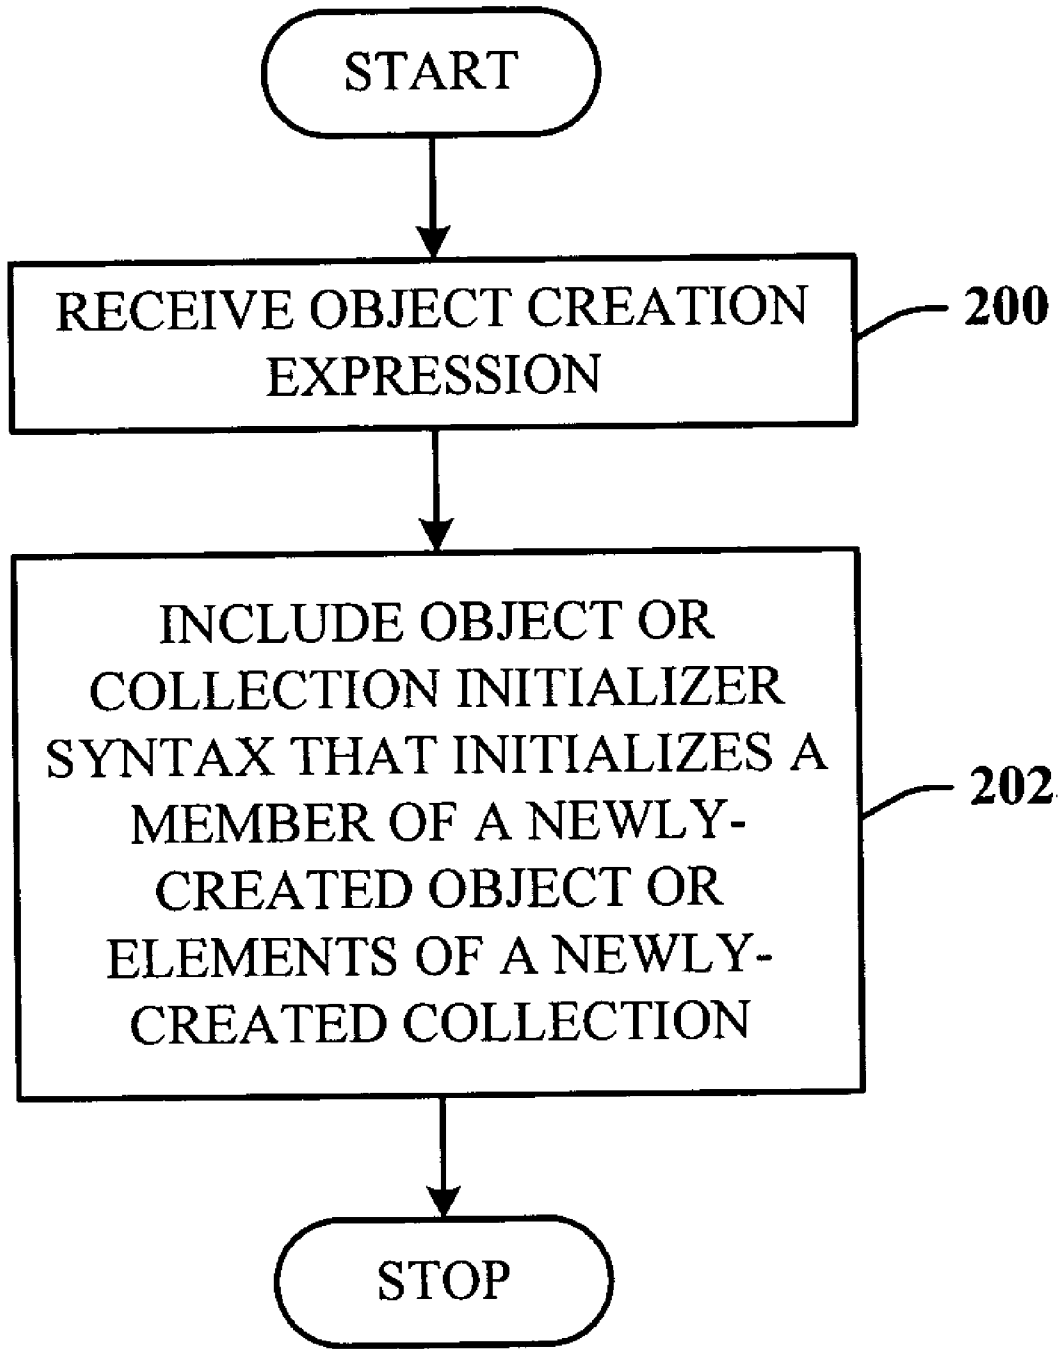 START
RECEIVE OBJECT CREATION
EXPRESSION
200
INCLUDE OBJECT OR
COLLECTION INITIALIZER
SYNTAX THAT INITIALIZES A
MEMBER OF A NEWLY-
CREATED OBJECT OR
ELEMENTS OF A NEWLY-
CREATED COLLECTION
202
STOP